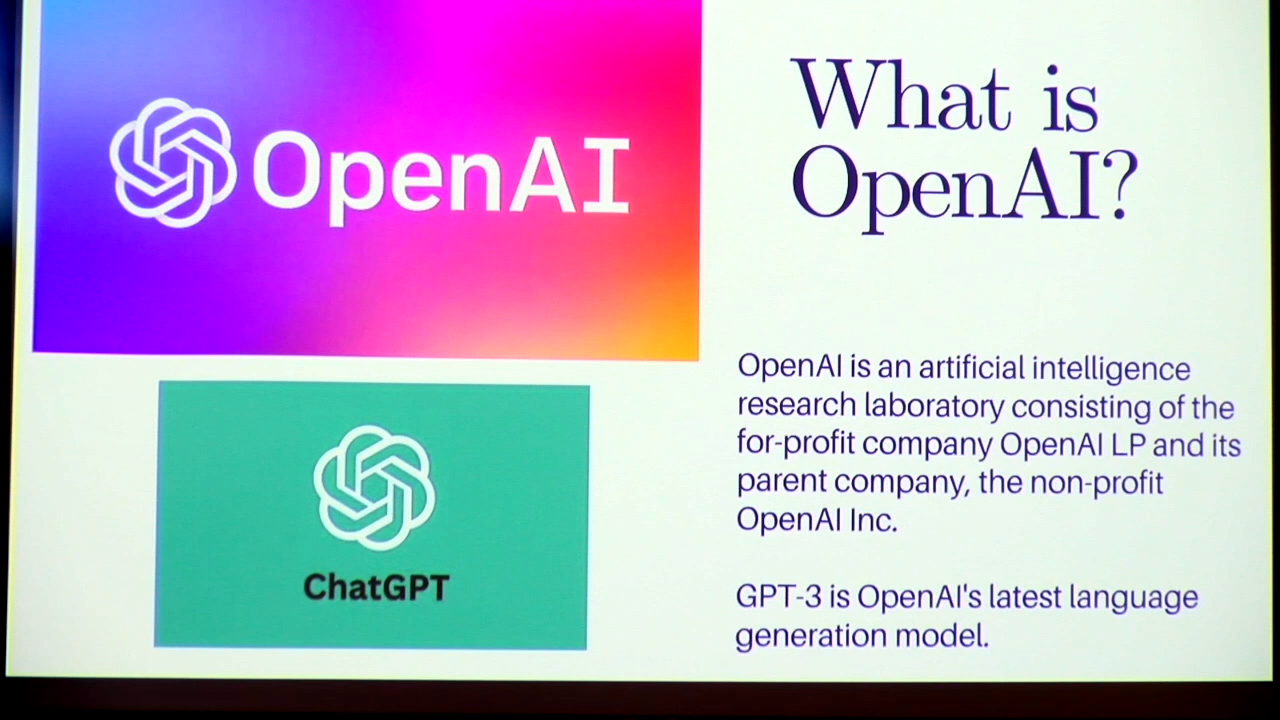 OpenAI
What is
OpenAI?
OpenAI is an artificial intelligence
research laboratory consisting of the
for-profit company OpenAI LP and its
parent company, the non-profit
OpenAI Inc.
GPT-3 is OpenAI's latest language
generation model.
ChatGPT